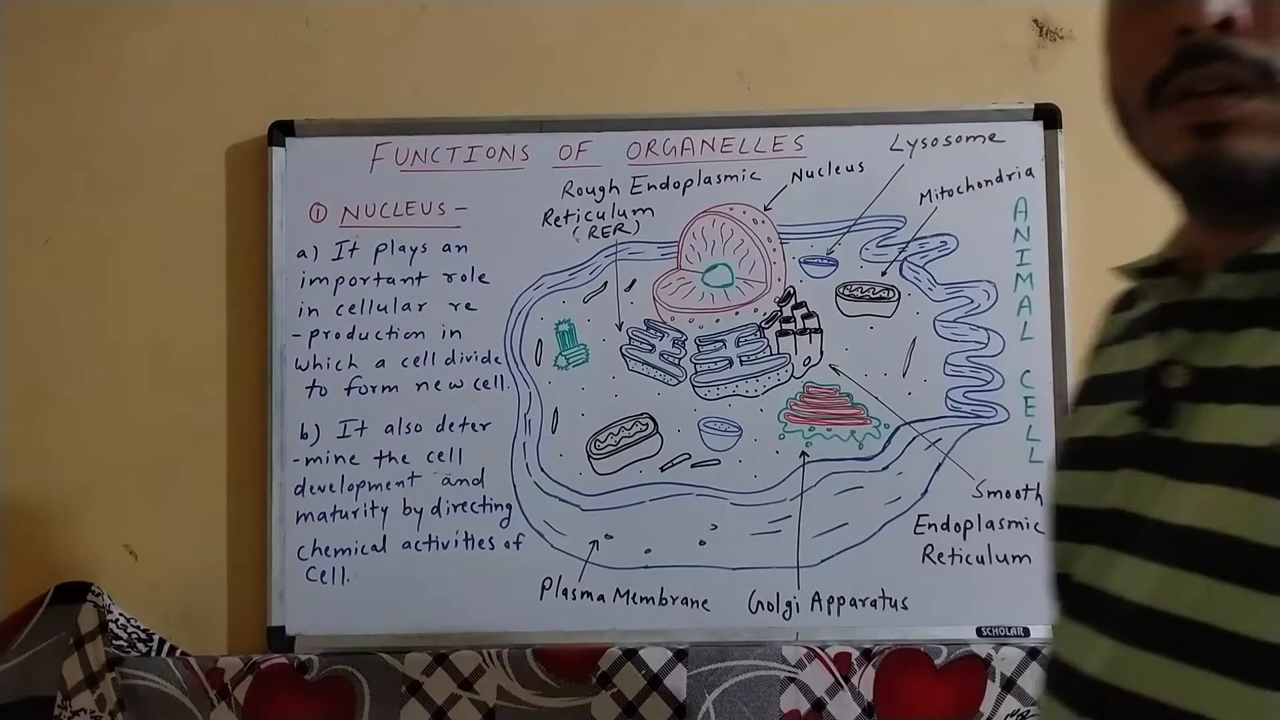 FUNCTIONS OF ORGANELLES
① NUCLEUS -
a) It plays an
important role
in cellular re
-production in
which a cell divide
to form new cell.
b) It also deter
-mine the cell
development and
maturity by directing
chemical activities of
Cell.
Rough Endoplasmic
Reticulum
(RER)
Nucleus
Lysosome
Mitochondria
ANIMAL CELL
Smooth
Endoplasmic
Reticulum
Plasma Membrane
Golgi Apparatus
SCHOLAR